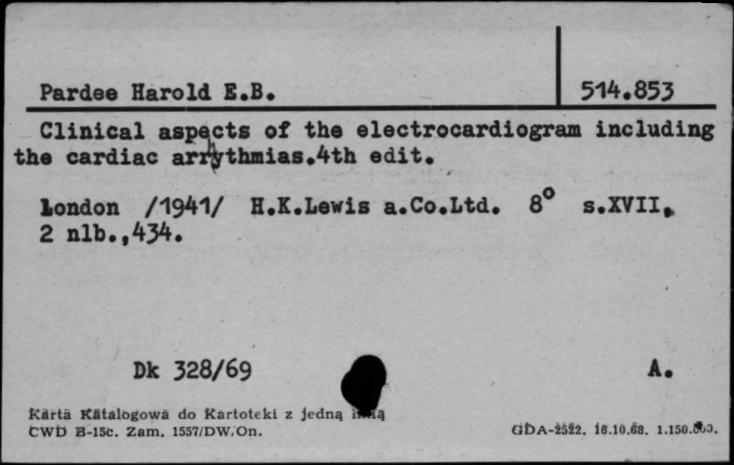 Pardee Harold E.B.
514.853
Clinical aspects of the electrocardiogram including
the cardiac arrhythmias.4th edit.
London /1941/ H.K.Lewis a.Co.Ltd. 8° s.XVII,
2 nlb.,434.
Dk 328/69
A.
Karta Katalogowa do Kartoteki z jedną
CWD B-15c. Zam. 1557/DW.On.
GDA-2522. 16.10.68. 1.150.000.